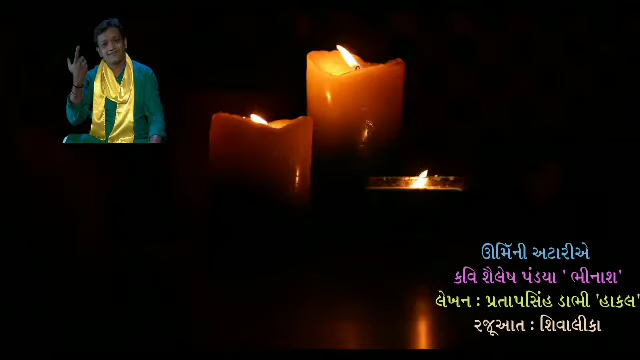 ઊર્મિની અટારીએ
કવિ શૈલેષ પંડયા ' ભીનાશ'
લેખન : પ્રતાપસિંહ ડાભી 'હાકલ'
રજૂઆત : શિવાલીકા